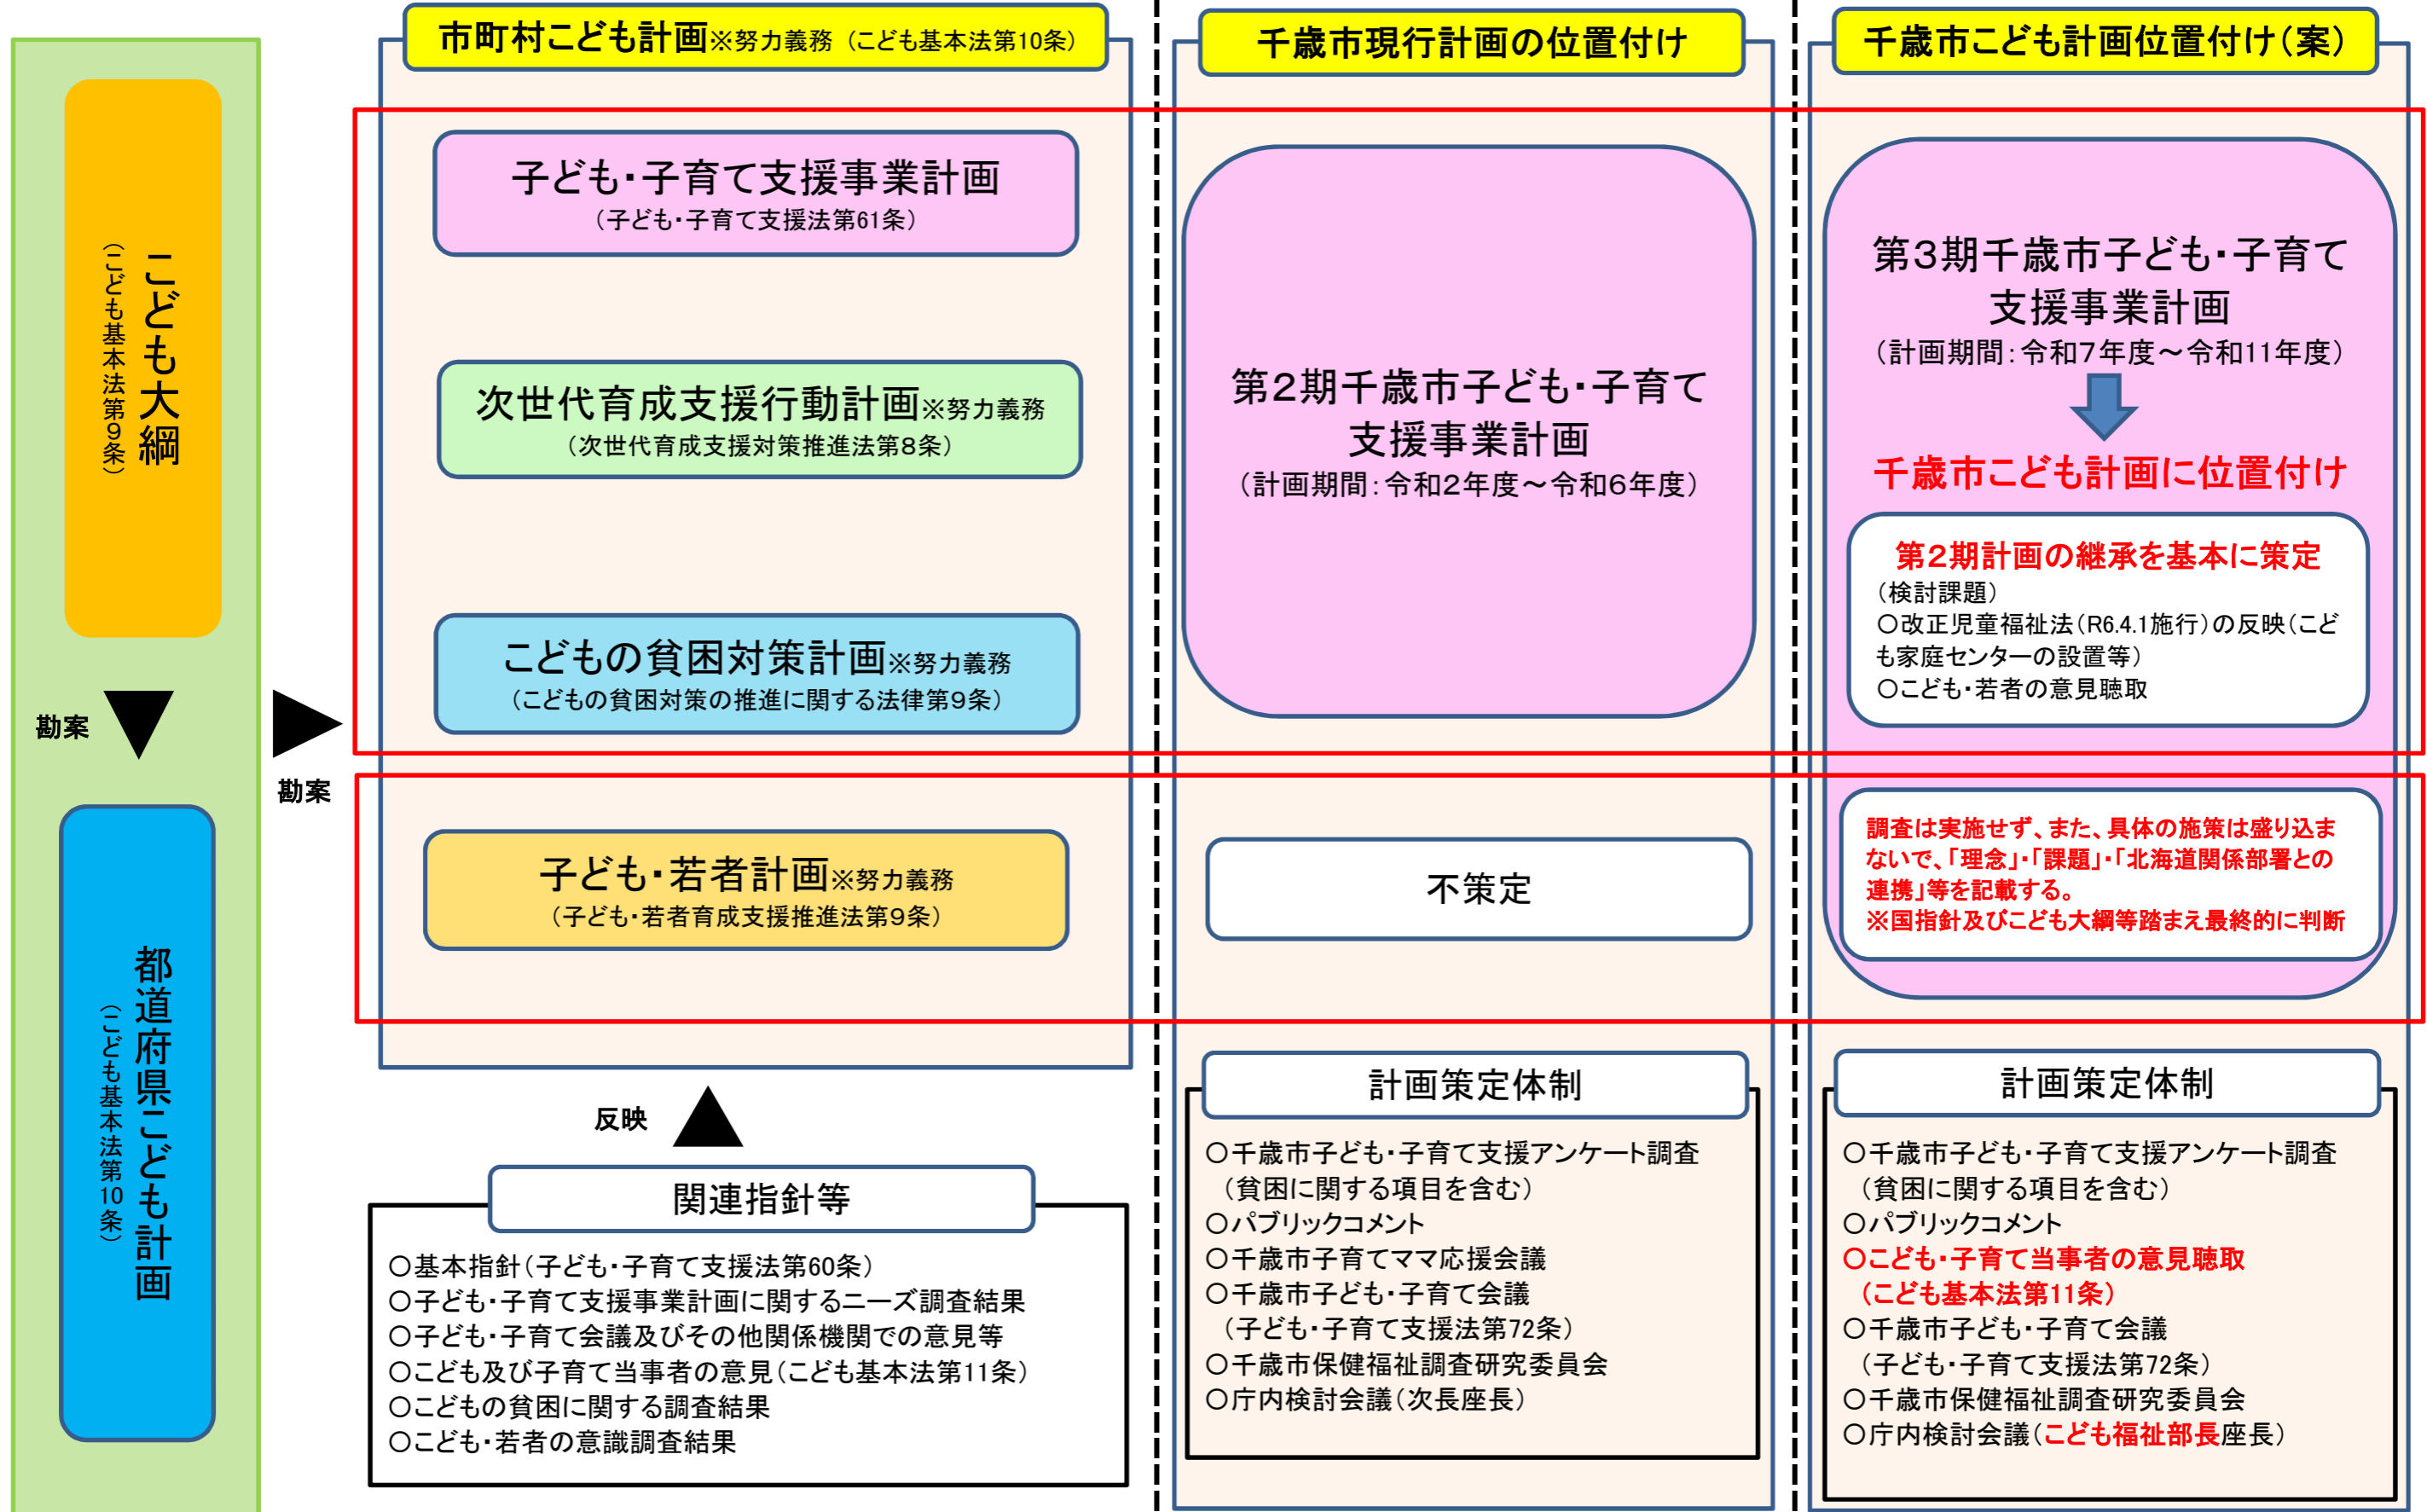 こども大綱
（こども基本法第9条）
勘案
都道府県こども計画
（こども基本法第10条）
勘案
市町村こども計画※努力義務（こども基本法第10条）
子ども・子育て支援事業計画
（子ども・子育て支援法第61条）
次世代育成支援行動計画※努力義務
（次世代育成支援対策推進法第８条）
こどもの貧困対策計画※努力義務
（こどもの貧困対策の推進に関する法律第９条）
子ども・若者計画※努力義務
（子ども・若者育成支援推進法第９条）
反映
関連指針等
○基本指針（子ども・子育て支援法第60条）
○子ども・子育て支援事業計画に関するニーズ調査結果
○子ども・子育て会議及びその他関係機関での意見等
○こども及び子育て当事者の意見（こども基本法第11条）
○こどもの貧困に関する調査結果
○こども・若者の意識調査結果
千歳市現行計画の位置付け
第２期千歳市子ども・子育て
支援事業計画
（計画期間：令和２年度～令和６年度）
不策定
計画策定体制
○千歳市子ども・子育て支援アンケート調査
（貧困に関する項目を含む）
○パブリックコメント
○千歳市子育てママ応援会議
○千歳市子ども・子育て会議
（子ども・子育て支援法第72条）
○千歳市保健福祉調査研究委員会
○庁内検討会議（次長座長）
千歳市こども計画位置付け（案）
第３期千歳市子ども・子育て
支援事業計画
（計画期間：令和７年度～令和11年度）
千歳市こども計画に位置付け
第２期計画の継承を基本に策定
（検討課題）
○改正児童福祉法（R6.4.1施行）の反映（こど
も家庭センターの設置等）
○こども・若者の意見聴取
調査は実施せず、また、具体の施策は盛り込ま
ないで、「理念」・「課題」・「北海道関係部署との
連携」等を記載する。
※国指針及びこども大綱等踏まえ最終的に判断
計画策定体制
○千歳市子ども・子育て支援アンケート調査
（貧困に関する項目を含む）
○パブリックコメント
○こども・子育て当事者の意見聴取
（こども基本法第11条）
○千歳市子ども・子育て会議
（子ども・子育て支援法第72条）
○千歳市保健福祉調査研究委員会
○庁内検討会議（こども福祉部長座長）